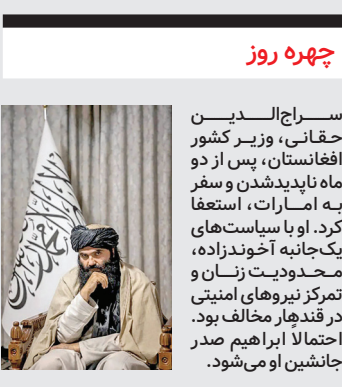 چهره روز
سراج‌الدین
حقانی، وزیر کشور
افغانستان، پس از دو
ماه ناپدیدشدن و سفر
به امارات، استعفا
کرد. او با سیاست‌های
یک‌جانبه آخوندزاده،
محدودیت زنان و
تمرکز نیروهای امنیتی
در قندهار مخالف بود.
احتمالاً ابراهیم صدر
جانشین او می‌شود.